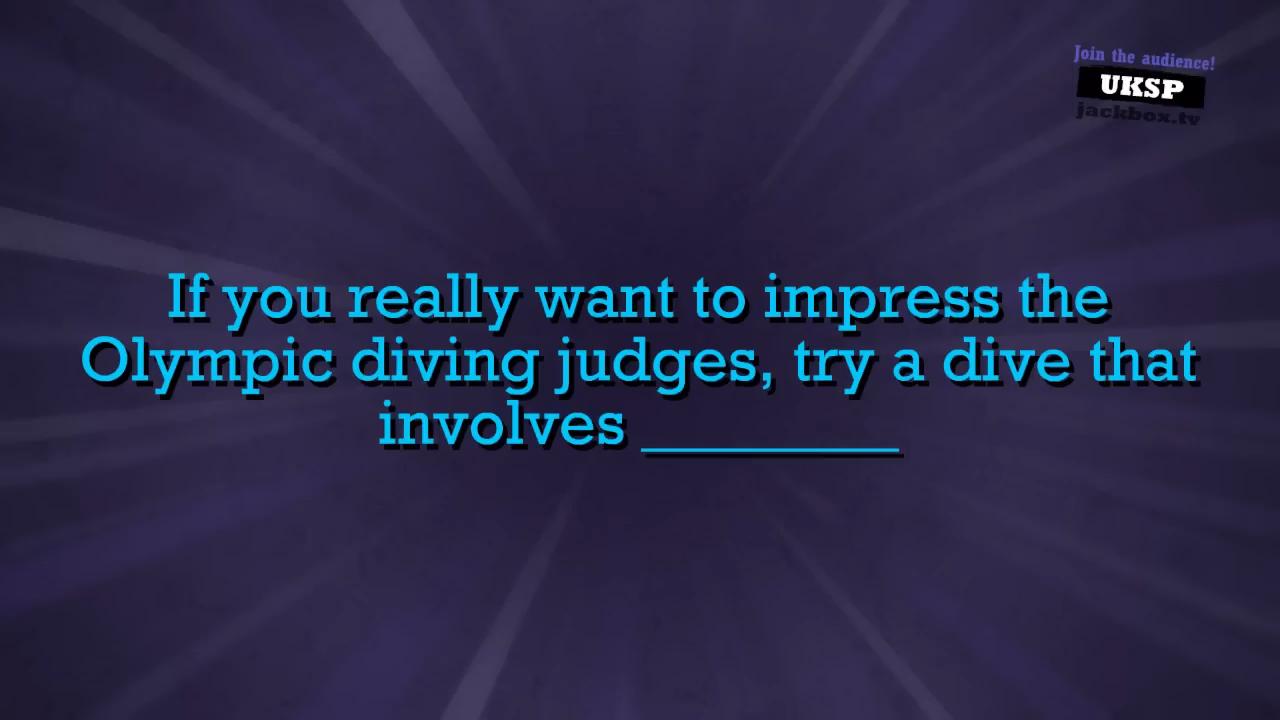 Join the audience!
UKSP
jackbox.tv
If you really want to impress the
Olympic diving judges, try a dive that
involves _________